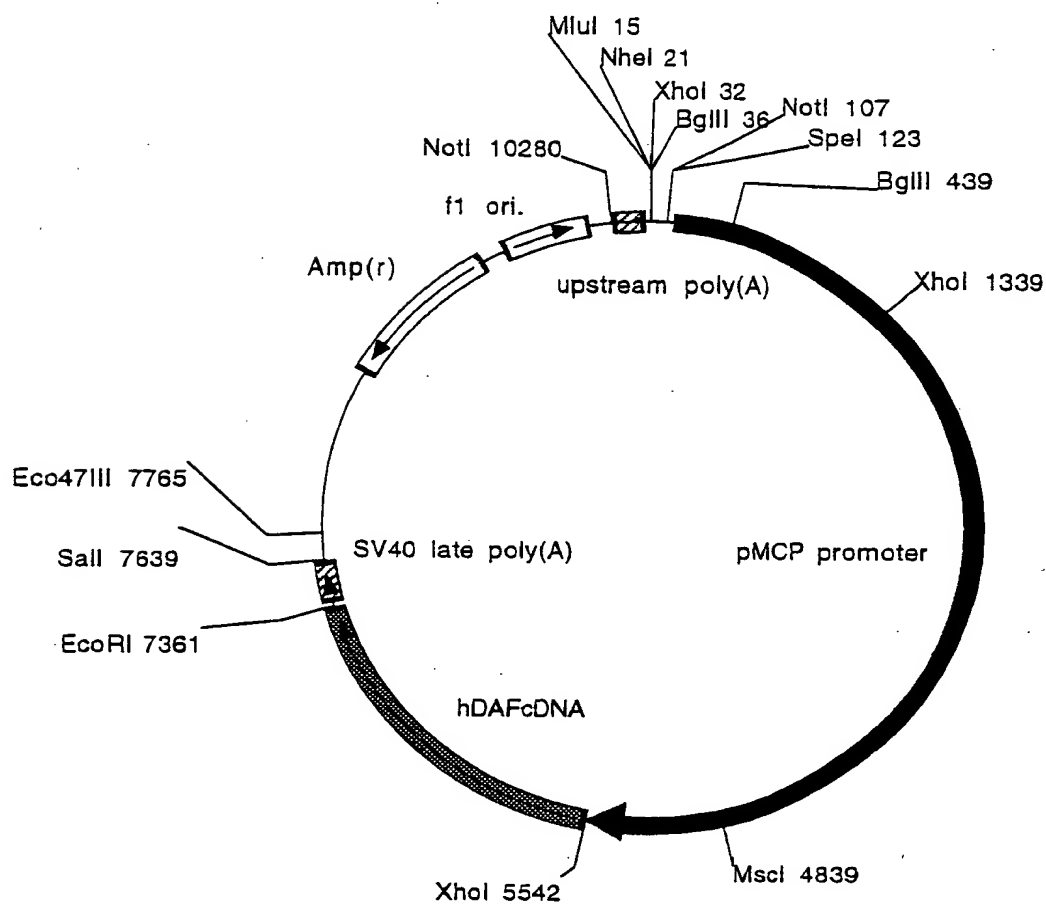 MluI 15
NheI 21
XhoI 32
BglII 36
NotI 107
SpeI 123
NotI 10280
BglII 439
f1 ori.
Amp(r)
upstream poly(A)
XhoI 1339
Eco47III 7765
SalI 7639
SV40 late poly(A)
pMCP promoter
EcoRI 7361
hDAFcDNA
MscI 4839
XhoI 5542